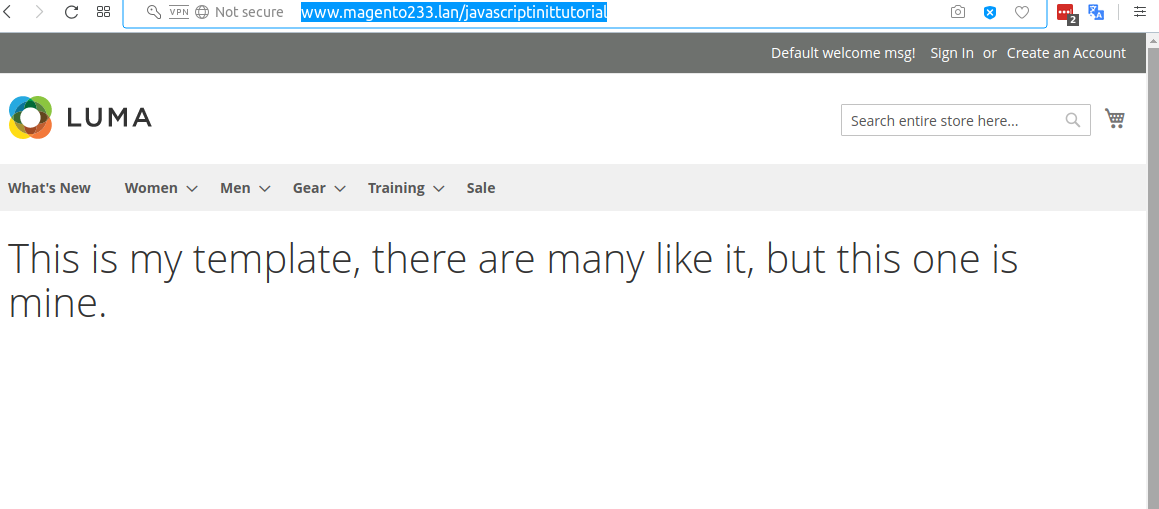 VPN Not secure www.magento233.lan/javascriptinittutorial 2
Default welcome msg! Sign In or Create an Account
LUMA
Search entire store here...
What's New Women Men Gear Training Sale
This is my template, there are many like it, but this one is
mine.